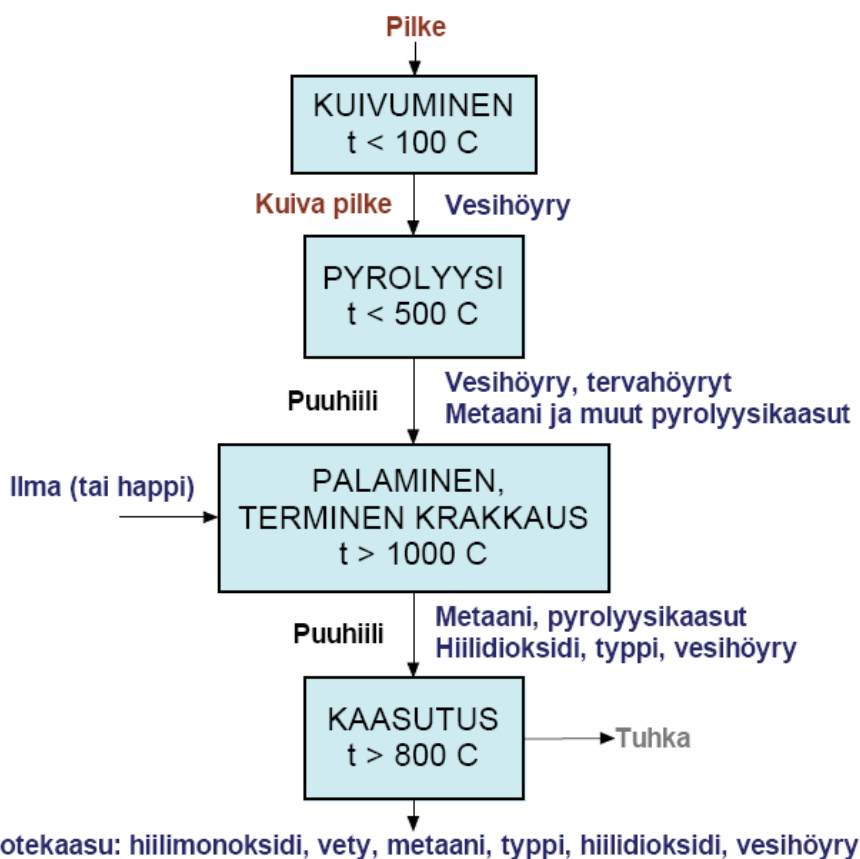 Pilke
KUIVUMINEN
t < 100 C
Kuiva pilke
Vesihöyry
PYROLYYSI
t < 500 C
Puuhiili
Vesihöyry, tervahöyryt
Metaani ja muut pyrolyysikaasut
Ilma (tai happi)
PALAMINEN,
TERMINEN KRAKKAUS
t > 1000 C
Puuhiili
Metaani, pyrolyysikaasut
Hiilidioksidi, typpi, vesihöyry
KAASUTUS
t > 800 C
Tuhka
otekaasu: hiilimonoksidi, vety, metaani, typpi, hiilidioksidi, vesihöyry